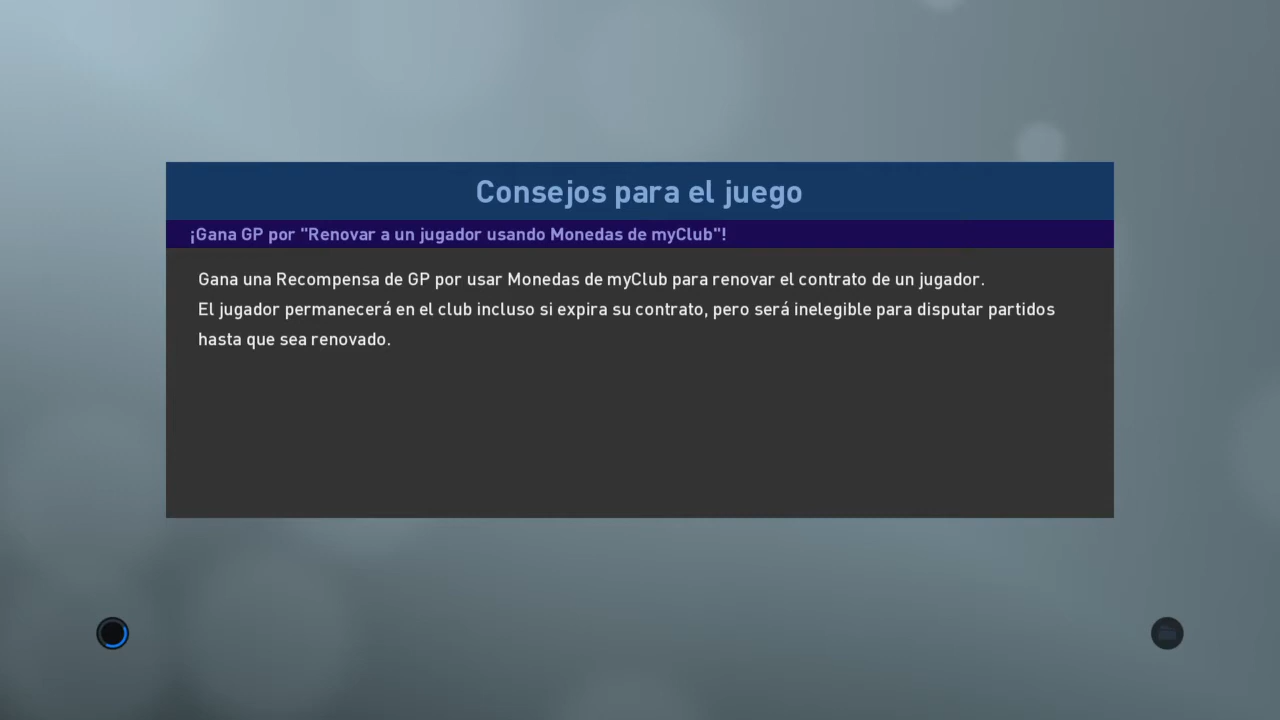 Consejos para el juego
¡Gana GP por "Renovar a un jugador usando Monedas de myClub"!
Gana una Recompensa de GP por usar Monedas de myClub para renovar el contrato de un jugador.
El jugador permanecerá en el club incluso si expira su contrato, pero será inelegible para disputar partidos
hasta que sea renovado.